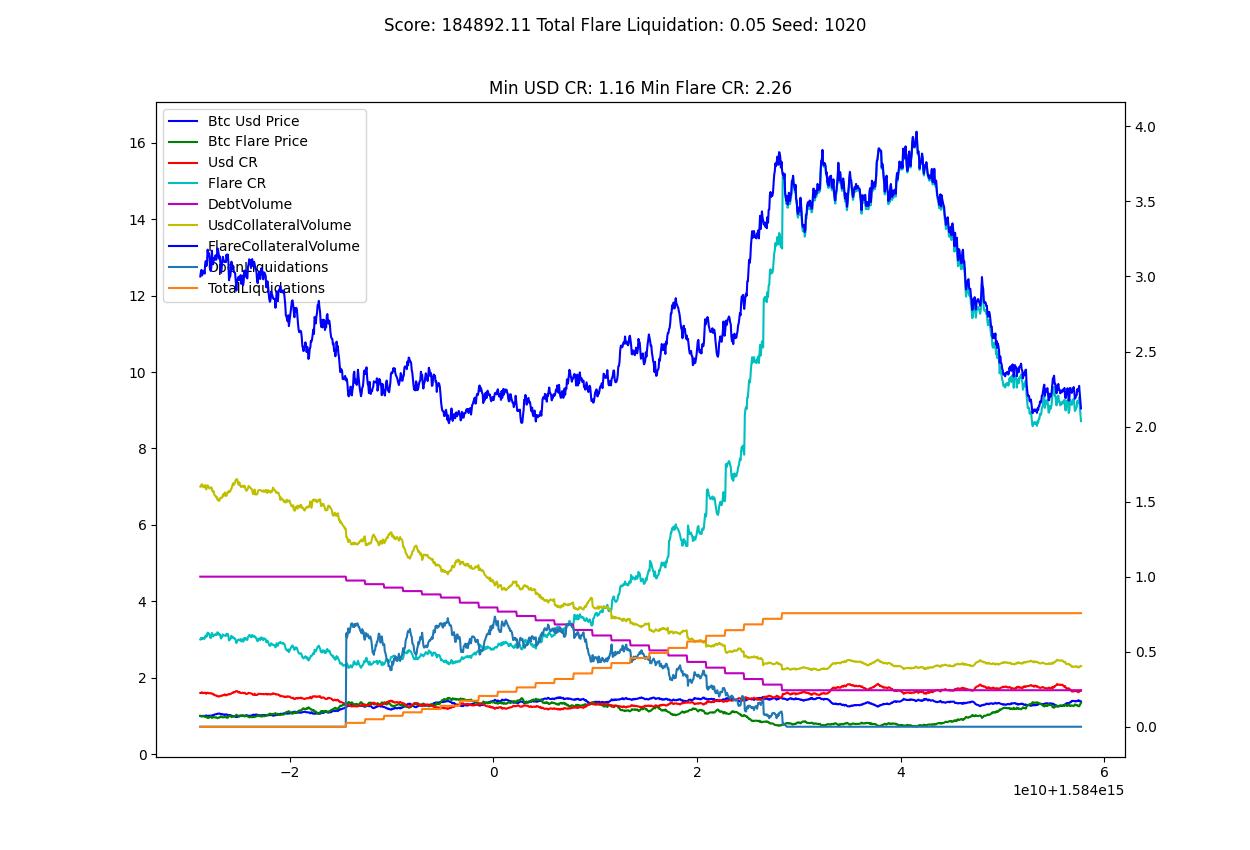 Score: 184892.11 Total Flare Liquidation: 0.05 Seed: 1020
Min USD CR: 1.16 Min Flare CR: 2.26
Btc Usd Price
Btc Flare Price
Usd CR
Flare CR
DebtVolume
UsdCollateralVolume
FlareCollateralVolume
OpenLiquidations
TotalLiquidations
16
14
12
10
8
6
4
2
0
4.0
3.5
3.0
2.5
2.0
1.5
1.0
0.5
0.0
−2
0
2
4
6
1e10+1.584e15